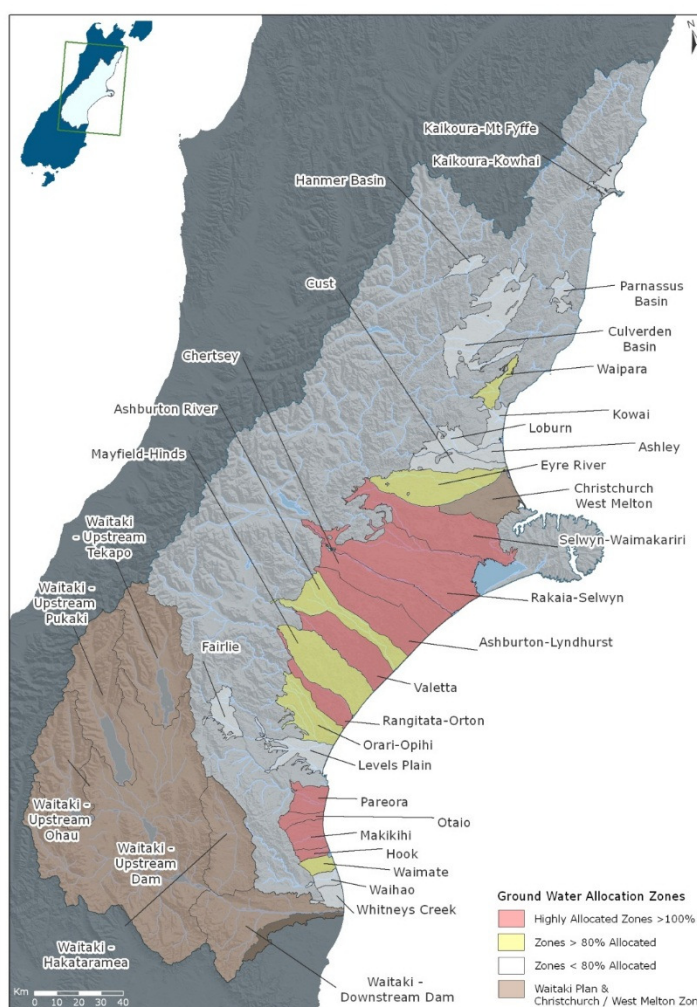 N
Kaikoura-Mt Fyffe
Kaikoura-Kowhai
Hanmer Basin
Cust
Parnassus
Basin
Culverden
Basin
Chertsey
Waipara
Ashburton River
Kowai
Loburn
Mayfield-Hinds
Ashley
Eyre River
Christchurch
West Melton
Waitaki
- Upstream
Tekapo
Selwyn-Waimakariri
Waitaki -
Upstream
Pukaki
Rakaia-Selwyn
Fairlie
Ashburton-Lyndhurst
Valetta
Rangitata-Orton
Orari-Opihi
Levels Plain
Waitaki -
Upstream
Ohau
Pareora
Otaio
Waitaki -
Upstream
Dam
Makikihi
Hook
Waimate
Waihao
Whitneys Creek
Waitaki -
Hakataramea
Waitaki -
Downstream Dam
Ground Water Allocation Zones
Highly Allocated Zones >100%
Zones > 80% Allocated
Zones < 80% Allocated
Waitaki Plan &
Christchurch / West Melton Zon
Km
0 10 20 30 40